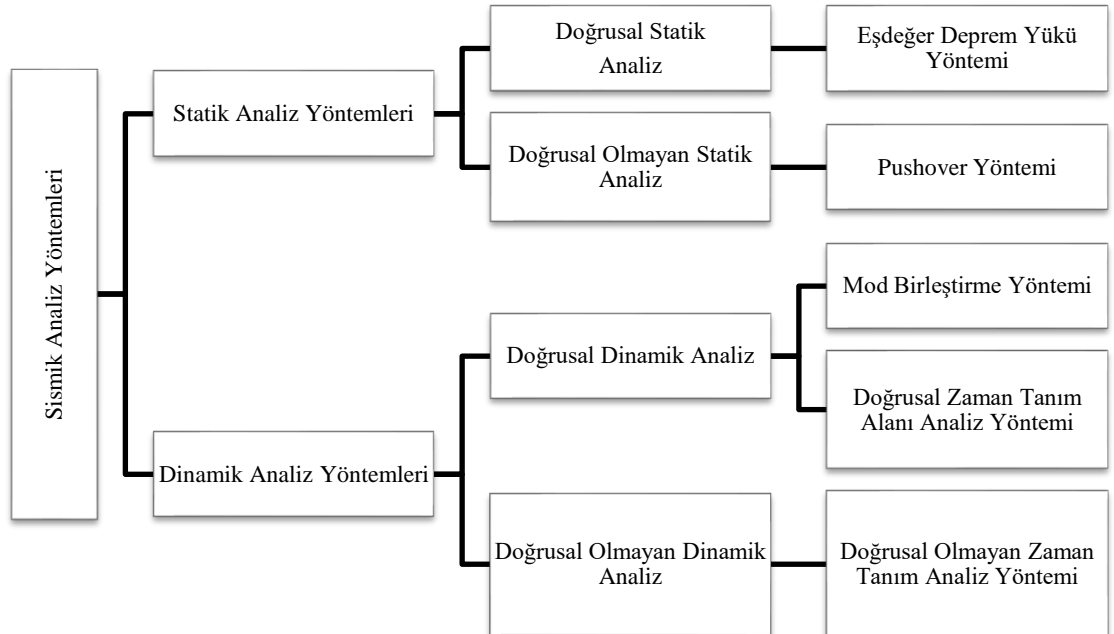 Sismik Analiz Yöntemleri
Statik Analiz Yöntemleri
Doğrusal Statik
Analiz
Eşdeğer Deprem Yükü
Yöntemi
Doğrusal Olmayan Statik
Analiz
Pushover Yöntemi
Dinamik Analiz Yöntemleri
Doğrusal Dinamik Analiz
Mod Birleştirme Yöntemi
Doğrusal Zaman Tanım
Alanı Analiz Yöntemi
Doğrusal Olmayan Dinamik
Analiz
Doğrusal Olmayan Zaman
Tanım Analiz Yöntemi